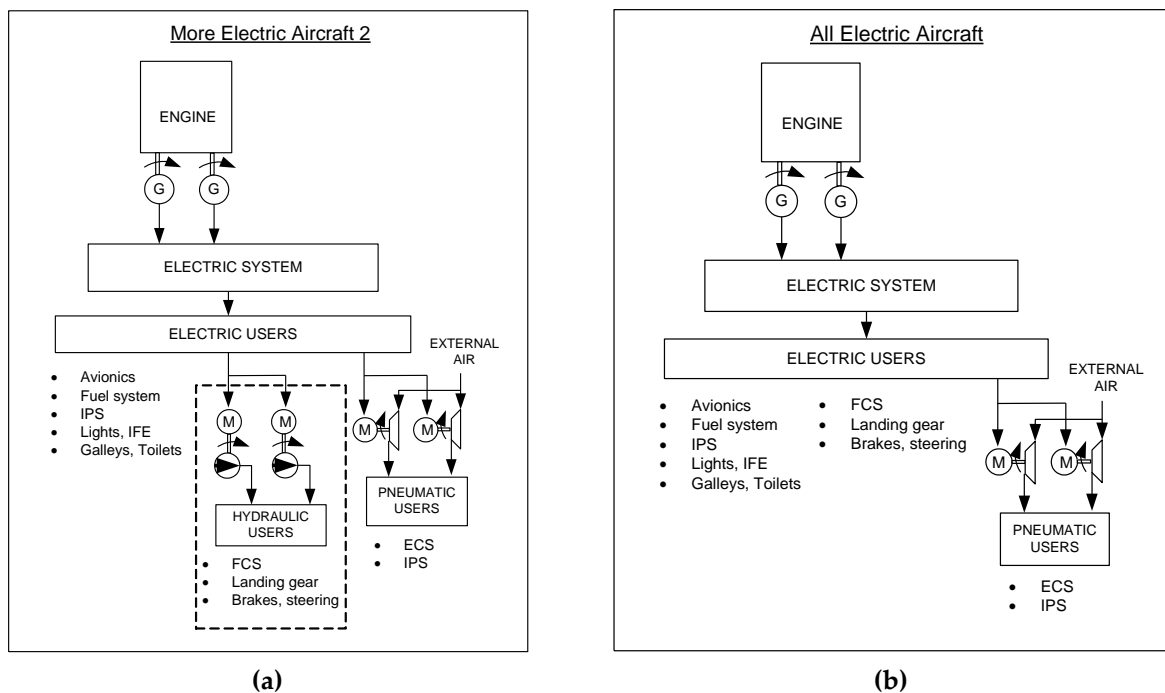 More Electric Aircraft 2
ENGINE
G
G
ELECTRIC SYSTEM
ELECTRIC USERS
EXTERNAL
AIR
• Avionics
• Fuel system
• IPS
• Lights, IFE
• Galleys, Toilets
M
M
M
M
HYDRAULIC
USERS
PNEUMATIC
USERS
• FCS
• Landing gear
• Brakes, steering
• ECS
• IPS
(a)
All Electric Aircraft
ENGINE
G
G
ELECTRIC SYSTEM
ELECTRIC USERS
EXTERNAL
AIR
• Avionics
• Fuel system
• IPS
• Lights, IFE
• Galleys, Toilets
• FCS
• Landing gear
• Brakes, steering
M
M
PNEUMATIC
USERS
• ECS
• IPS
(b)